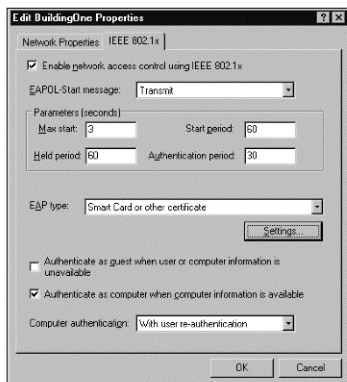 Edit BuildingOne Properties
Network Properties IEEE 802.1x
Enable network access control using IEEE 802.1x
EAPOL-Start message: Transmit
Parameters (seconds)
Max start: 3 Start period: 60
Held period: 60 Authentication period: 30
EAP type: Smart Card or other certificate
Settings...
Authenticate as guest when user or computer information is
unavailable
Authenticate as computer when computer information is available
Computer authentication: With user re-authentication
OK Cancel